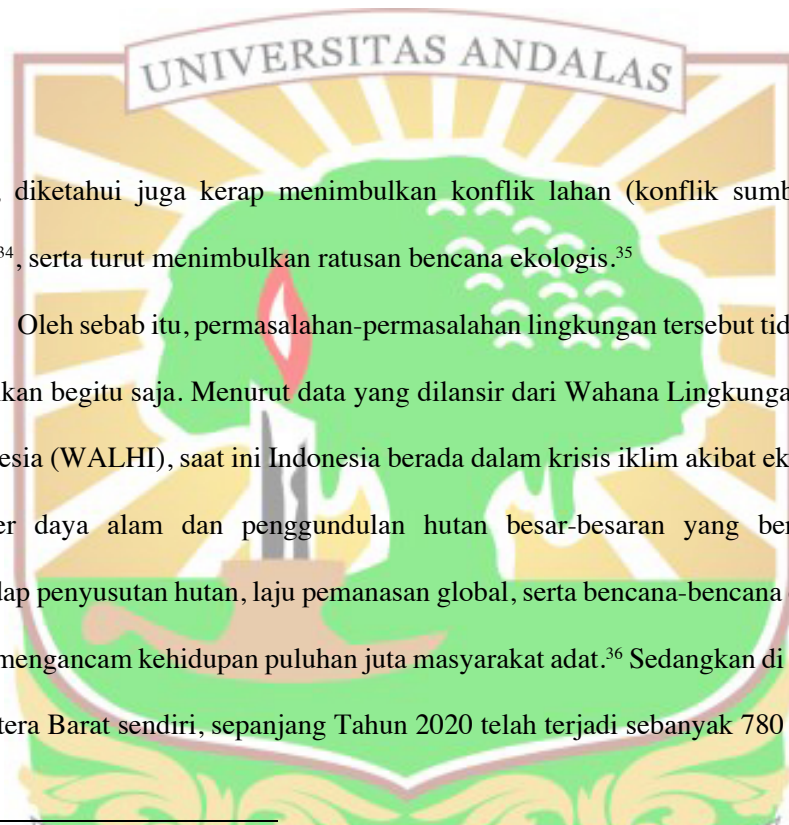 UNIVERSITAS ANDALAS
diketahui juga kerap menimbulkan konflik lahan (konflik sumb
34, serta turut menimbulkan ratusan bencana ekologis.35
Oleh sebab itu, permasalahan-permasalahan lingkungan tersebut tid
kan begitu saja. Menurut data yang dilansir dari Wahana Lingkunga
esia (WALHI), saat ini Indonesia berada dalam krisis iklim akibat ek
er daya alam dan penggundulan hutan besar-besaran yang ber
dap penyusutan hutan, laju pemanasan global, serta bencana-bencana
mengancam kehidupan puluhan juta masyarakat adat.36 Sedangkan di
tera Barat sendiri, sepanjang Tahun 2020 telah terjadi sebanyak 780